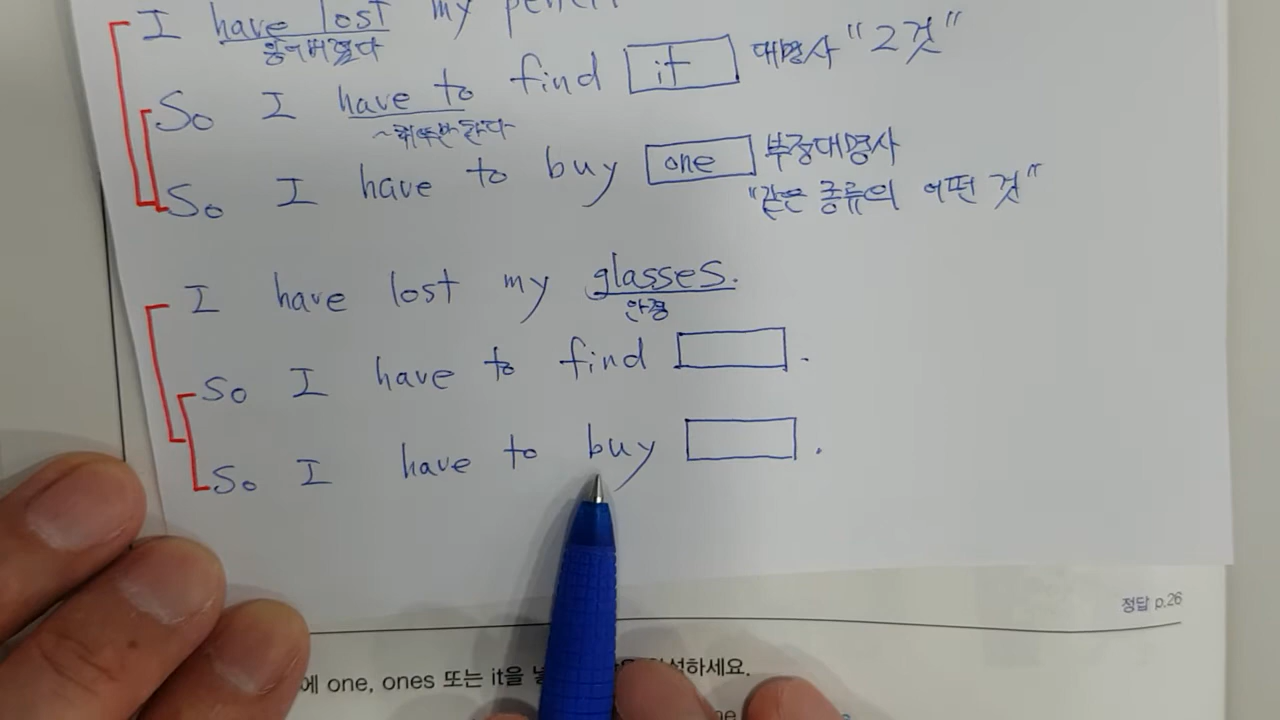 I have lost my pencil
잃어버렸다
So I have to find it 대명사 "그것"
~해야만 한다
So I have to buy one 부정대명사
"같은 종류의 어떤 것"
I have lost my glasses.
안경
So I have to find .
So I have to buy .
정답 p.26
에 one, ones 또는 it을 성하세요.